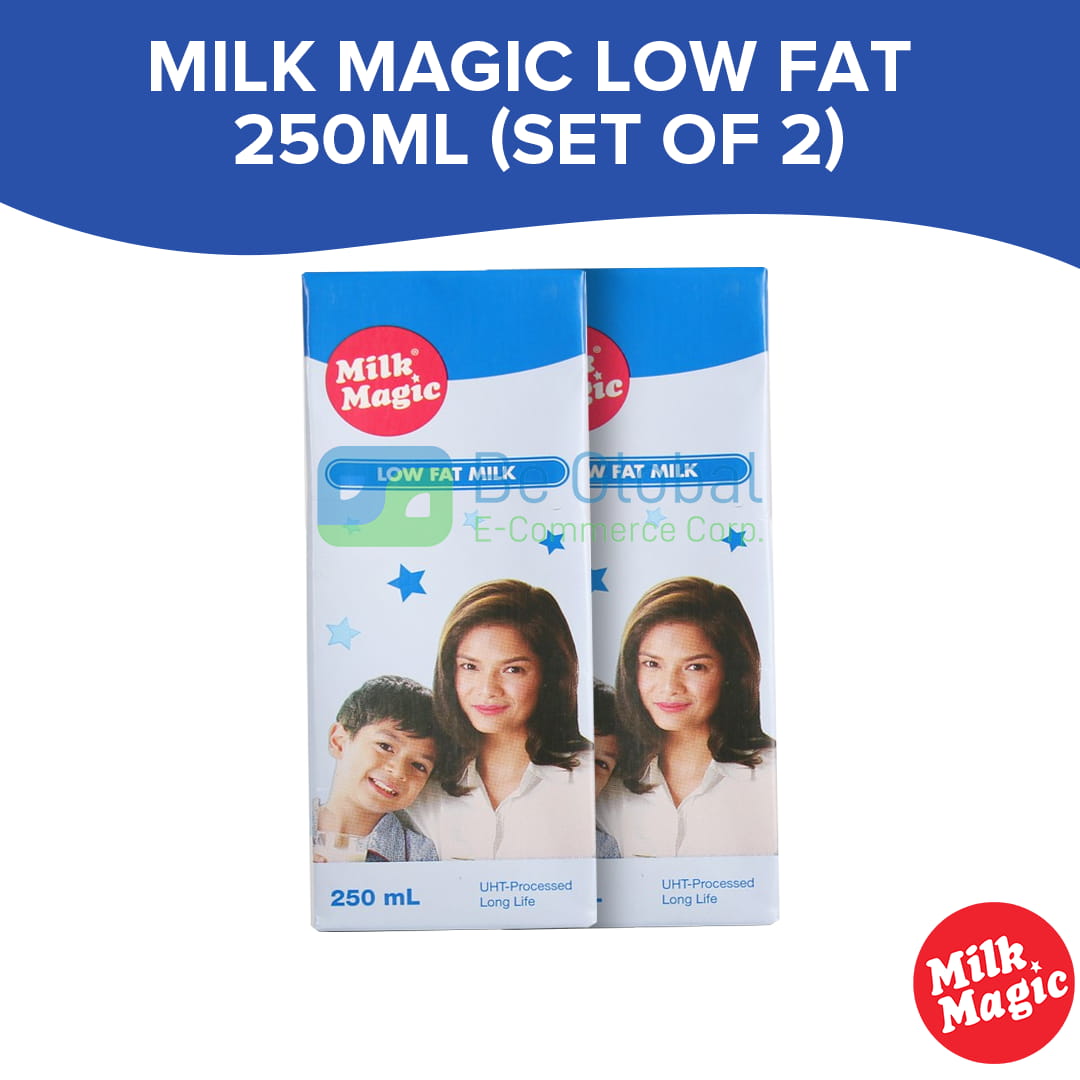 MILK MAGIC LOW FAT
250ML (SET OF 2)
Milk®
Magic
LOW FAT MILK
250 mL
UHT-Processed
Long Life
ic
W FAT MILK
UHT-Processed
Long Life
Be Global
E-Commerce Corp.
Milk
Magic